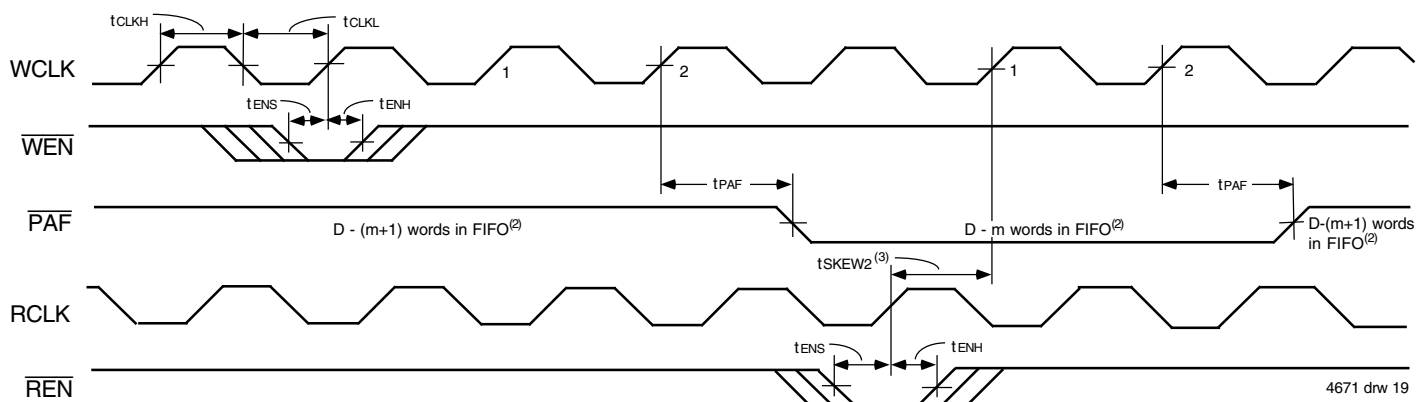 tCLKH
tCLKL
WCLK
1
2
1
2
tENS
tENH
WEN
tPAF
tPAF
PAF
D - (m+1) words in FIFO(2)
D - m words in FIFO(2)
D-(m+1) words
in FIFO(2)
tSKEW2(3)
RCLK
tENS
tENH
REN
4671 drw 19